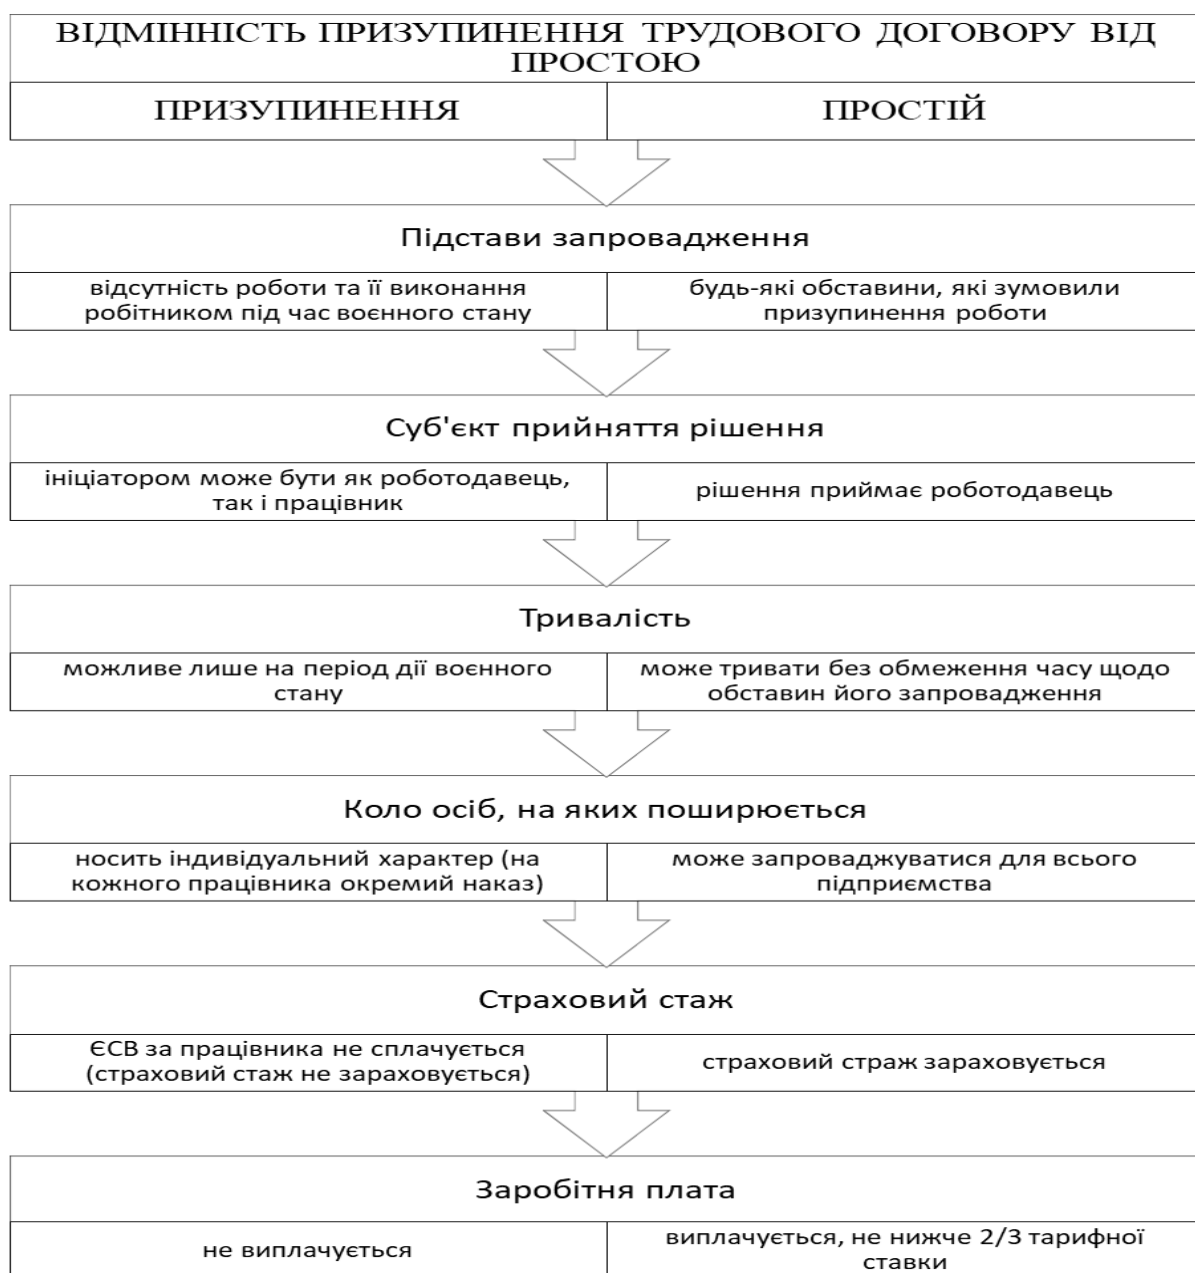 ВІДМІННІСТЬ ПРИЗУПИНЕННЯ ТРУДОВОГО ДОГОВОРУ ВІД
ПРОСТОЮ
ПРИЗУПИНЕННЯ
ПРОСТІЙ
Підстави запровадження
відсутність роботи та її виконання
робітником під час воєнного стану
будь-які обставини, які зумовили
призупинення роботи
Суб'єкт прийняття рішення
ініціатором може бути як роботодавець,
так і працівник
рішення приймає роботодавець
Тривалість
можливе лише на період дії воєнного
стану
може тривати без обмеження часу щодо
обставин його запровадження
Коло осіб, на яких поширюється
носить індивідуальний характер (на
кожного працівника окремий наказ)
може запроваджуватися для всього
підприємства
Страховий стаж
ЄСВ за працівника не сплачується
(страховий стаж не зараховується)
страховий страж зараховується
Заробітня плата
не виплачується
виплачується, не нижче 2/3 тарифної
ставки